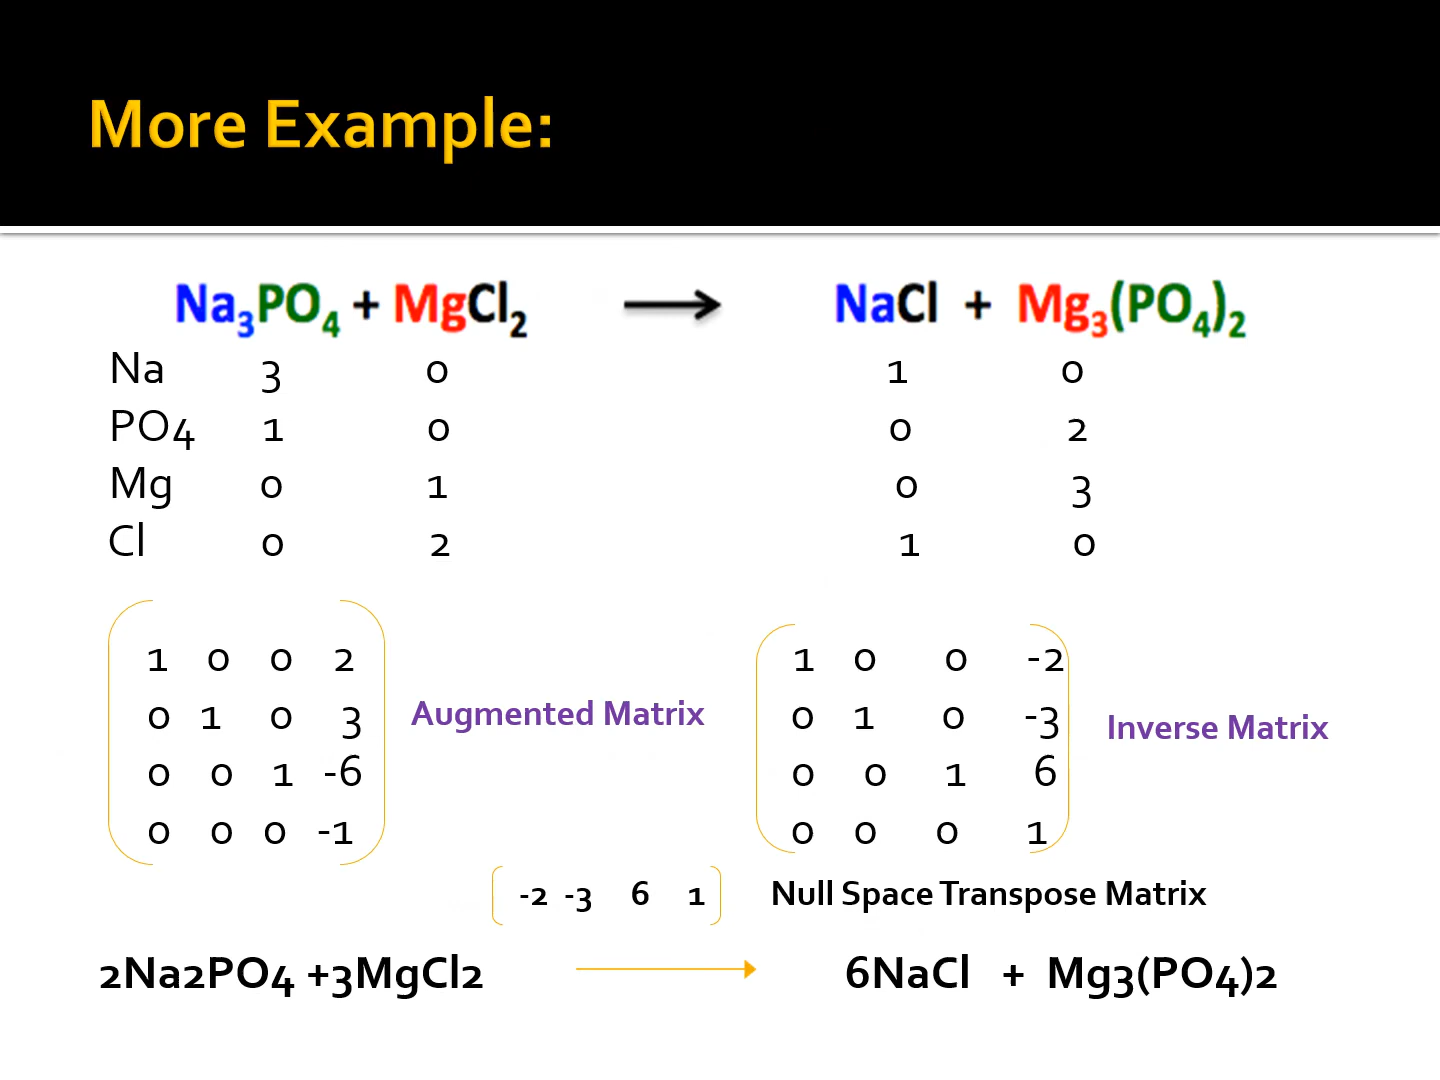 More Example:
Na₃PO₄ + MgCl₂ ⟶ NaCl + Mg₃(PO₄)₂
Na 3 0 1 0
PO4 1 0 0 2
Mg 0 1 0 3
Cl 0 2 1 0
1 0 0 2
0 1 0 3
0 0 1 -6
0 0 0 -1
Augmented Matrix
1 0 0 -2
0 1 0 -3
0 0 1 6
0 0 0 1
Inverse Matrix
-2 -3 6 1 Null Space Transpose Matrix
2Na2PO4 +3MgCl2 ⟶ 6NaCl + Mg3(PO4)2